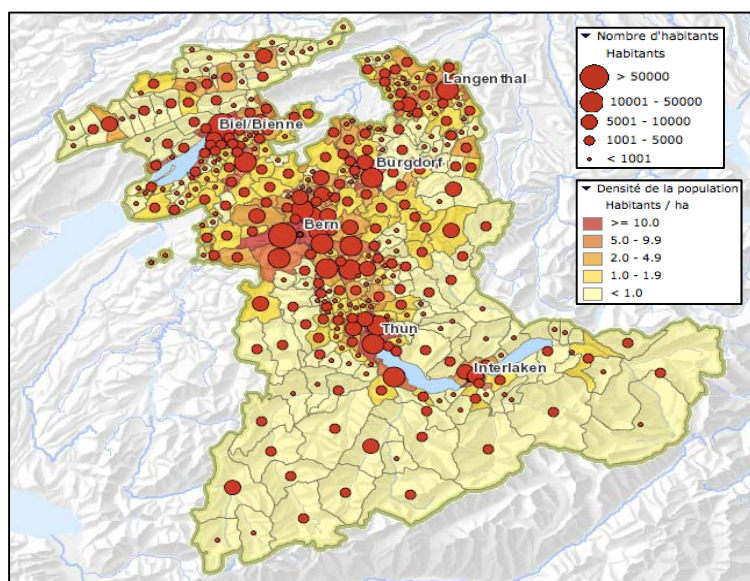 Nombre d'habitants
Habitants
> 50000
10001 - 50000
5001 - 10000
1001 - 5000
< 1001
Densité de la population
Habitants / ha
>= 10.0
5.0 - 9.9
2.0 - 4.9
1.0 - 1.9
< 1.0
Langenthal
Biel/Bienne
Burgdorf
Bern
Thun
Interlaken